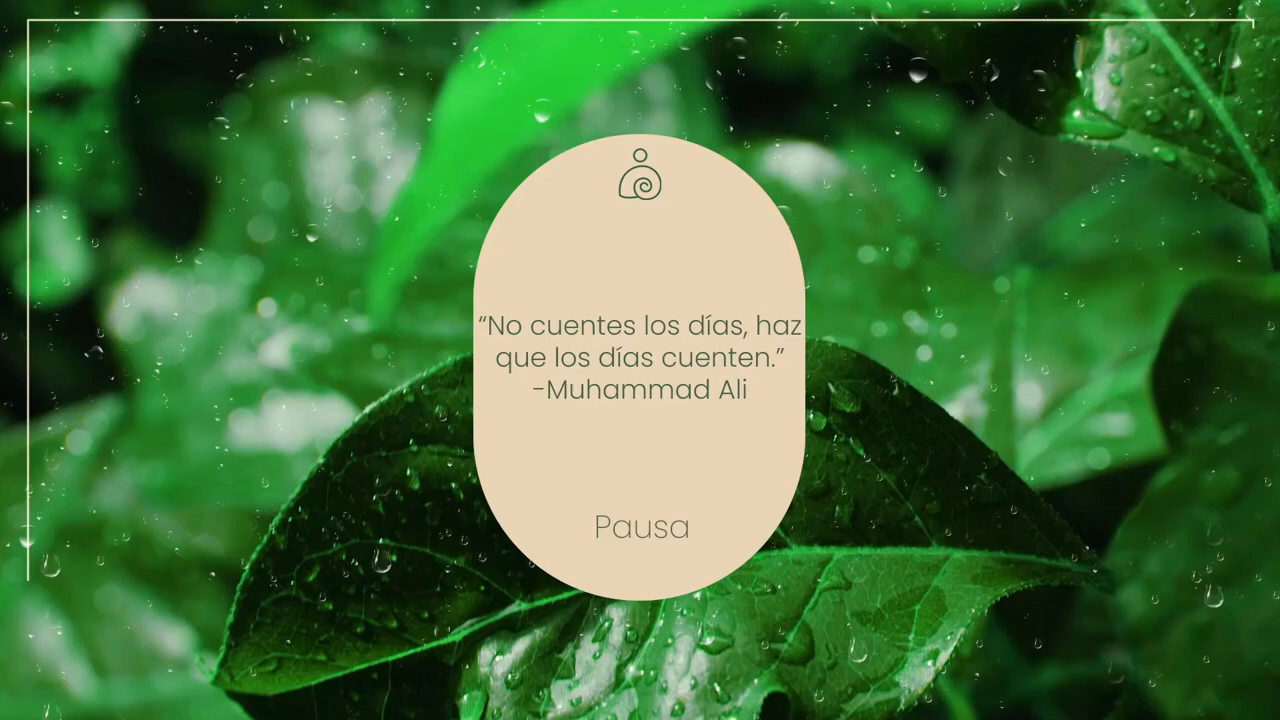 “No cuentes los días, haz
que los días cuenten.”
-Muhammad Ali
Pausa